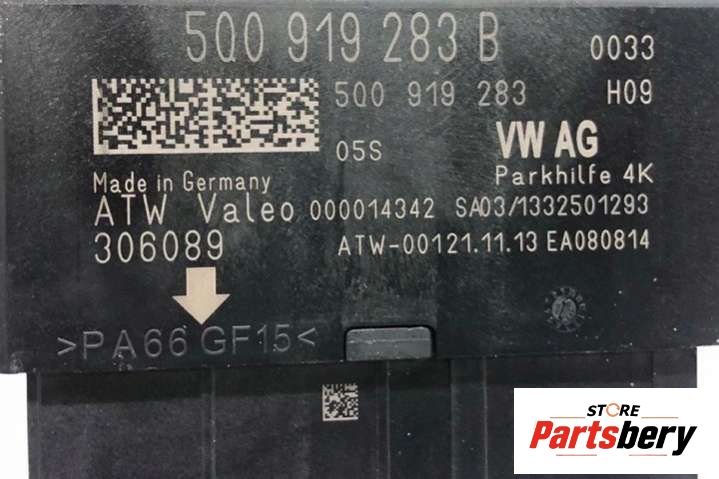 5Q0 919 283 B 0033
5Q0 919 283 H09
05S VW AG
Parkhilfe 4K
Made in Germany
ATW Valeo 000014342 SA03/1332501293
306089 ATW-00121.11.13 EA080814
>PA66 GF15<
STORE
Partsbery